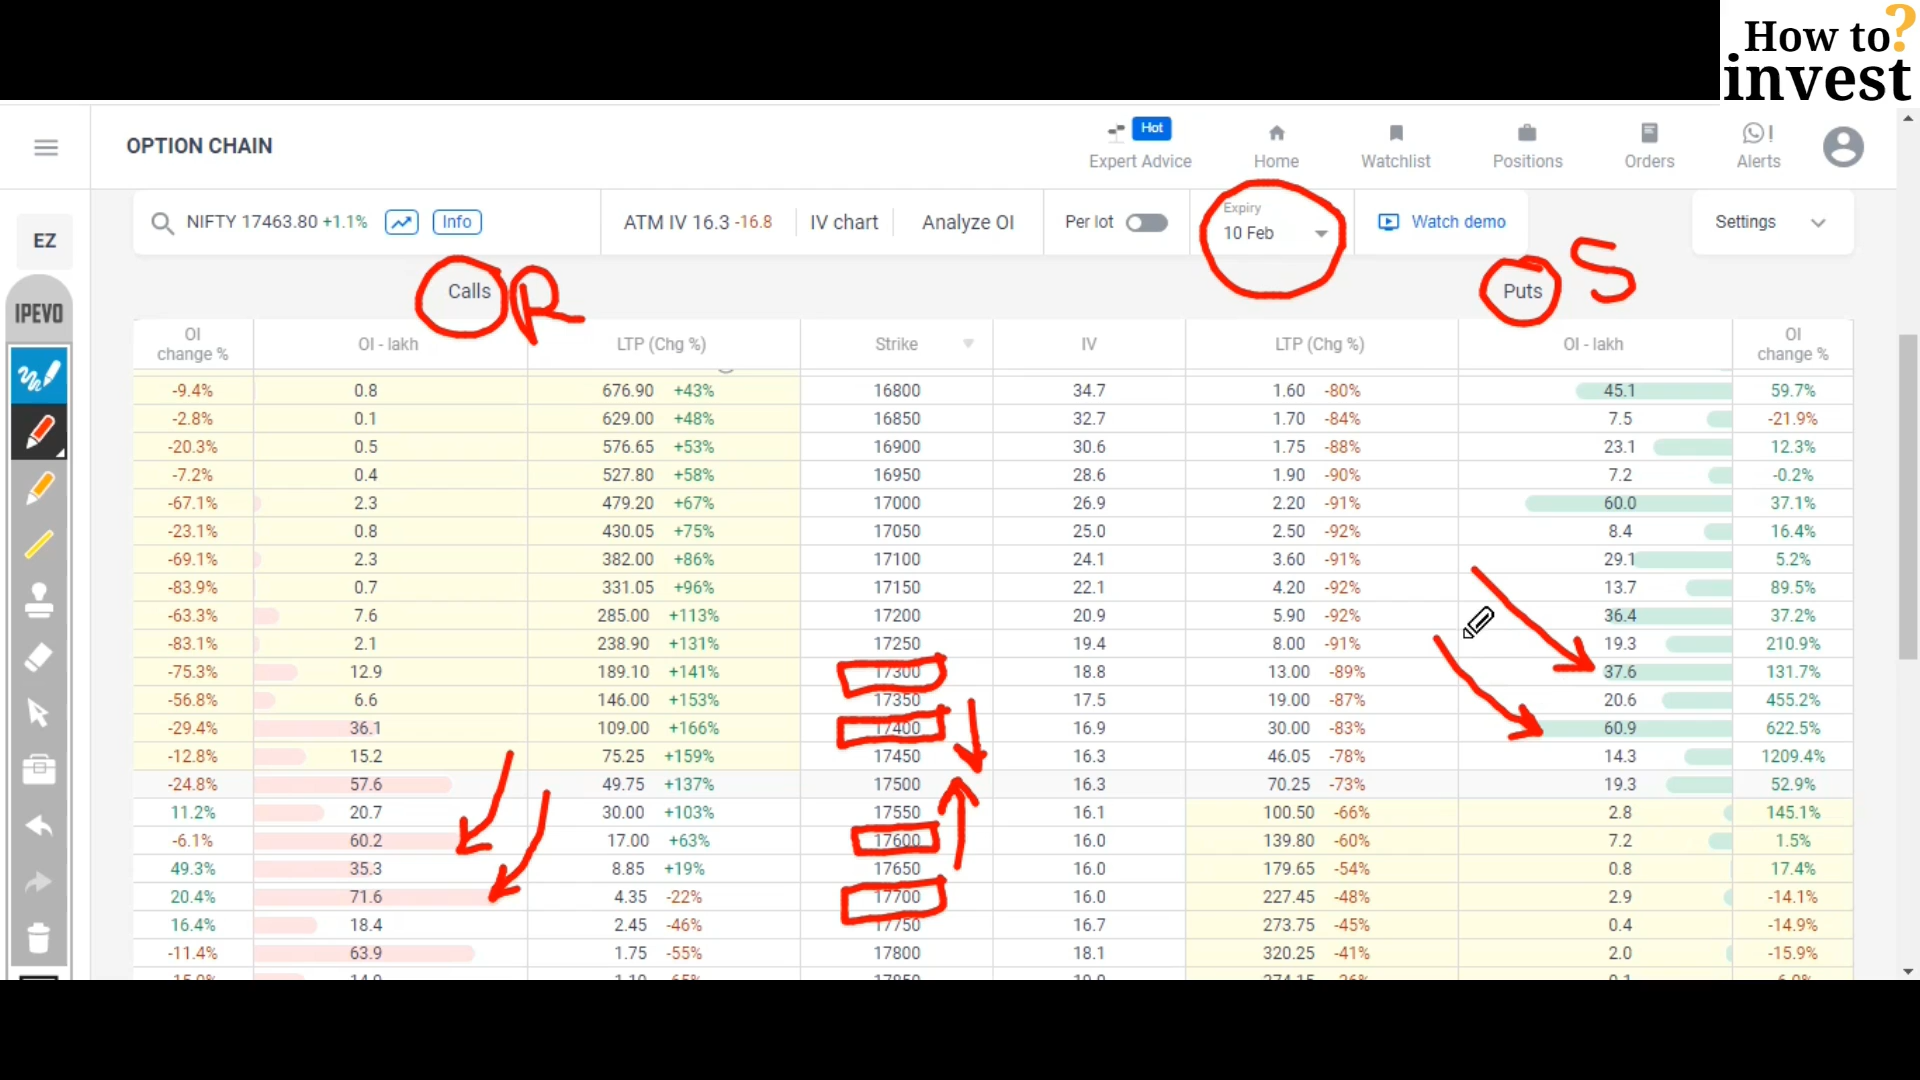 How to?
invest
OPTION CHAIN
Hot
Expert Advice Home Watchlist Positions Orders Alerts
EZ
NIFTY 17463.80 +1.1% Info ATM IV 16.3 -16.8 IV chart Analyze OI Per lot
Expiry
10 Feb
Watch demo Settings
IPEVO
Calls R Puts S
OI change % OI - lakh LTP (Chg %) Strike IV LTP (Chg %) OI - lakh OI change %
-9.4% 0.8 676.90 +43% 16800 34.7 1.60 -80% 45.1 59.7%
-2.8% 0.1 629.00 +48% 16850 32.7 1.70 -84% 7.5 -21.9%
-20.3% 0.5 576.65 +53% 16900 30.6 1.75 -88% 23.1 12.3%
-7.2% 0.4 527.80 +58% 16950 28.6 1.90 -90% 7.2 -0.2%
-67.1% 2.3 479.20 +67% 17000 26.9 2.20 -91% 60.0 37.1%
-23.1% 0.8 430.05 +75% 17050 25.0 2.50 -92% 8.4 16.4%
-69.1% 2.3 382.00 +86% 17100 24.1 3.60 -91% 29.1 5.2%
-83.9% 0.7 331.05 +96% 17150 22.1 4.20 -92% 13.7 89.5%
-63.3% 7.6 285.00 +113% 17200 20.9 5.90 -92% 36.4 37.2%
-83.1% 2.1 238.90 +131% 17250 19.4 8.00 -91% 19.3 210.9%
-75.3% 12.9 189.10 +141% 17300 18.8 13.00 -89% 37.6 131.7%
-56.8% 6.6 146.00 +153% 17350 17.5 19.00 -87% 20.6 455.2%
-29.4% 36.1 109.00 +166% 17400 16.9 30.00 -83% 60.9 622.5%
-12.8% 15.2 75.25 +159% 17450 16.3 46.05 -78% 14.3 1209.4%
-24.8% 57.6 49.75 +137% 17500 16.3 70.25 -73% 19.3 52.9%
11.2% 20.7 30.00 +103% 17550 16.1 100.50 -66% 2.8 145.1%
-6.1% 60.2 17.00 +63% 17600 16.0 139.80 -60% 7.2 1.5%
49.3% 35.3 8.85 +19% 17650 16.0 179.65 -54% 0.8 17.4%
20.4% 71.6 4.35 -22% 17700 16.0 227.45 -48% 2.9 -14.1%
16.4% 18.4 2.45 -46% 17750 16.7 273.75 -45% 0.4 -14.9%
-11.4% 63.9 1.75 -55% 17800 18.1 320.25 -41% 2.0 -15.9%